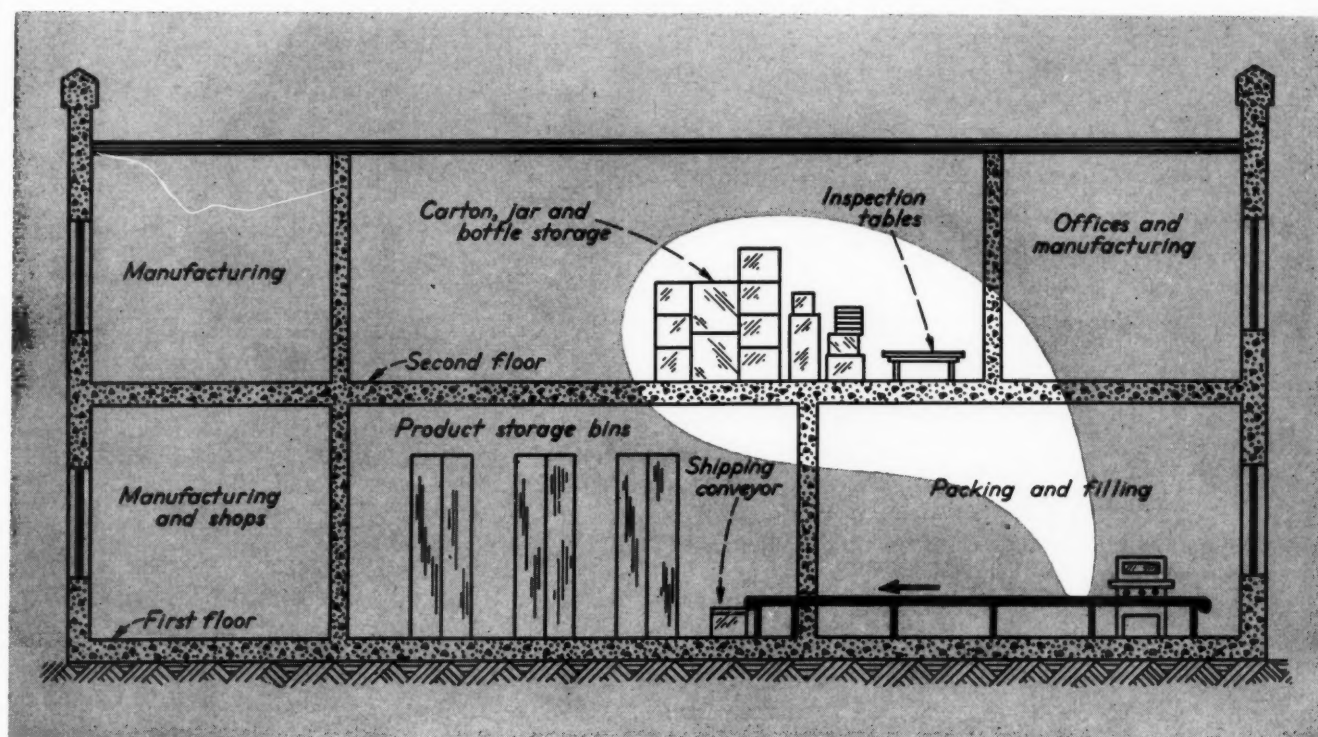 Carton, jar and
bottle storage
Inspection
tables
Offices and
manufacturing
Manufacturing
Second floor
Product storage bins
Shipping
conveyor
Packing and filling
Manufacturing
and shops
First floor